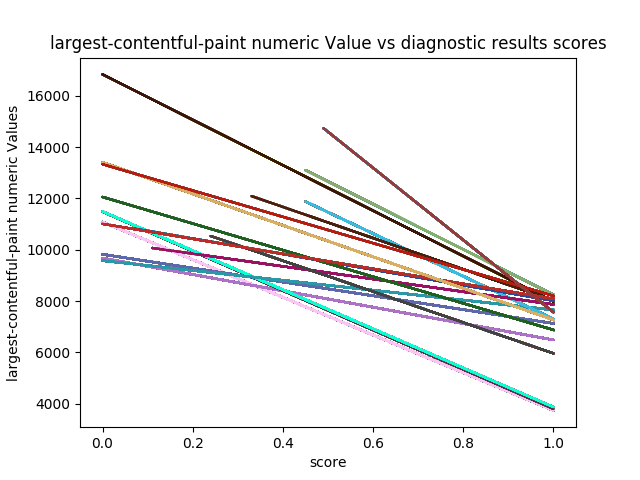 largest-contentful-paint numeric Value vs diagnostic results scores
largest-contentful-paint numeric Values
16000
14000
12000
10000
8000
6000
4000
0.0 0.2 0.4 0.6 0.8 1.0
score